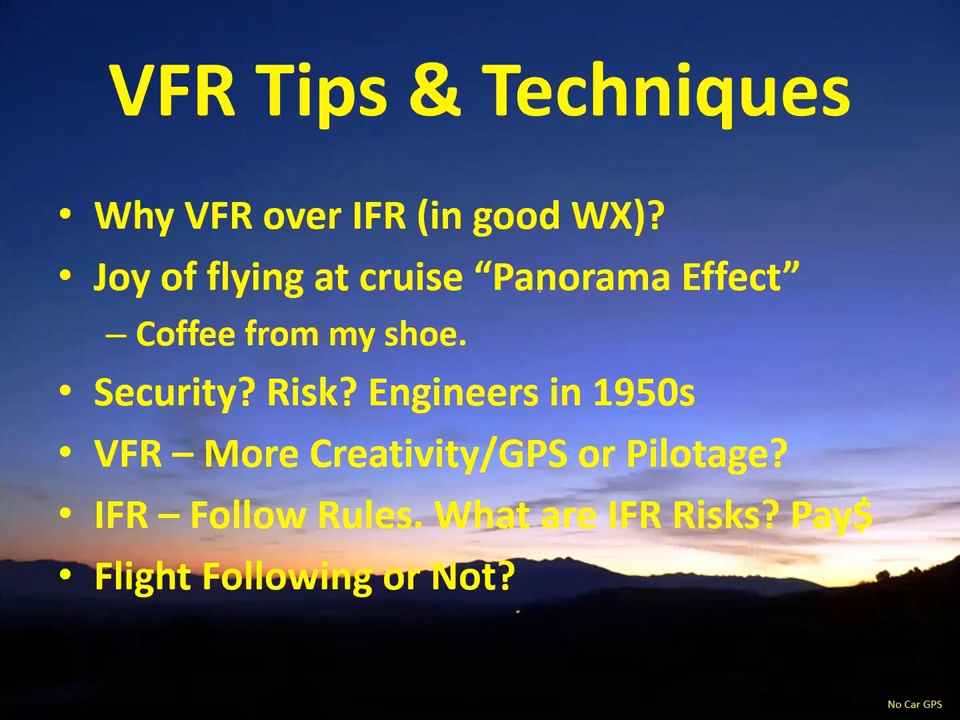 VFR Tips & Techniques
• Why VFR over IFR (in good WX)?
• Joy of flying at cruise “Panorama Effect”
– Coffee from my shoe.
• Security? Risk? Engineers in 1950s
• VFR – More Creativity/GPS or Pilotage?
• IFR – Follow Rules. What are IFR Risks? Pay$
• Flight Following or Not?
No Car GPS